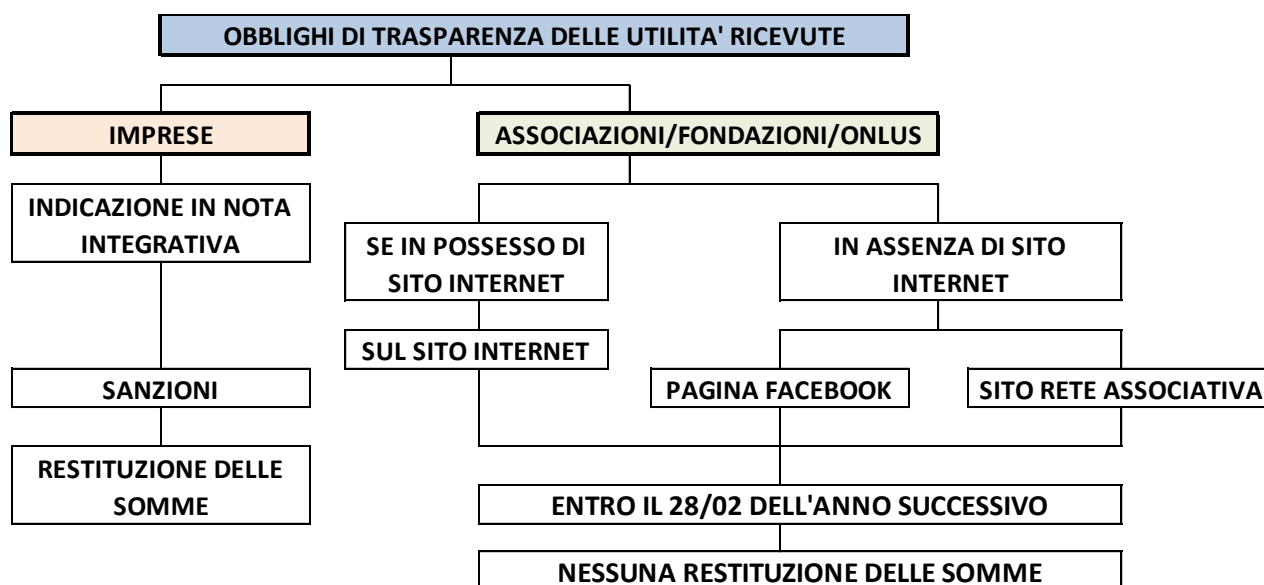 OBBLIGHI DI TRASPARENZA DELLE UTILITA' RICEVUTE
IMPRESE
ASSOCIAZIONI/FONDAZIONI/ONLUS
INDICAZIONE IN NOTA
INTEGRATIVA
SE IN POSSESSO DI
SITO INTERNET
IN ASSENZA DI SITO
INTERNET
SUL SITO INTERNET
SANZIONI
PAGINA FACEBOOK
SITO RETE ASSOCIATIVA
RESTITUZIONE DELLE
SOMME
ENTRO IL 28/02 DELL'ANNO SUCCESSIVO
NESSUNA RESTITUZIONE DELLE SOMME